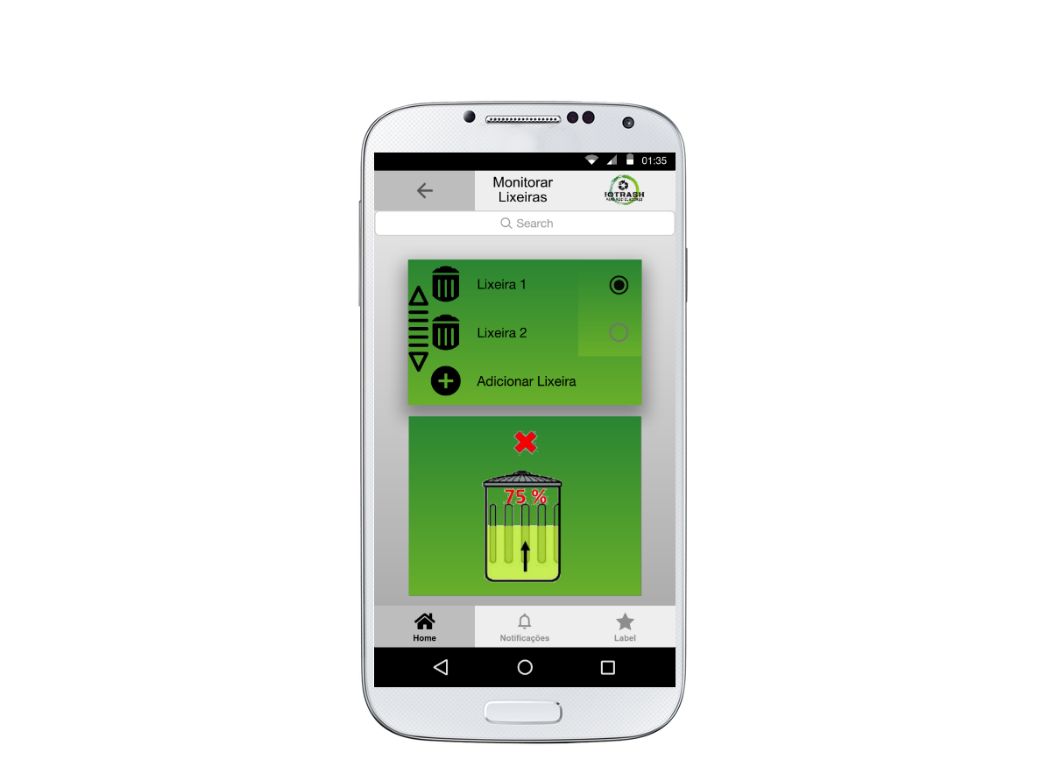 01:35
Monitorar
Lixeiras
IOTRASH
Search
Lixeira 1
Lixeira 2
Adicionar Lixeira
75 %
Home
Notificações
Label